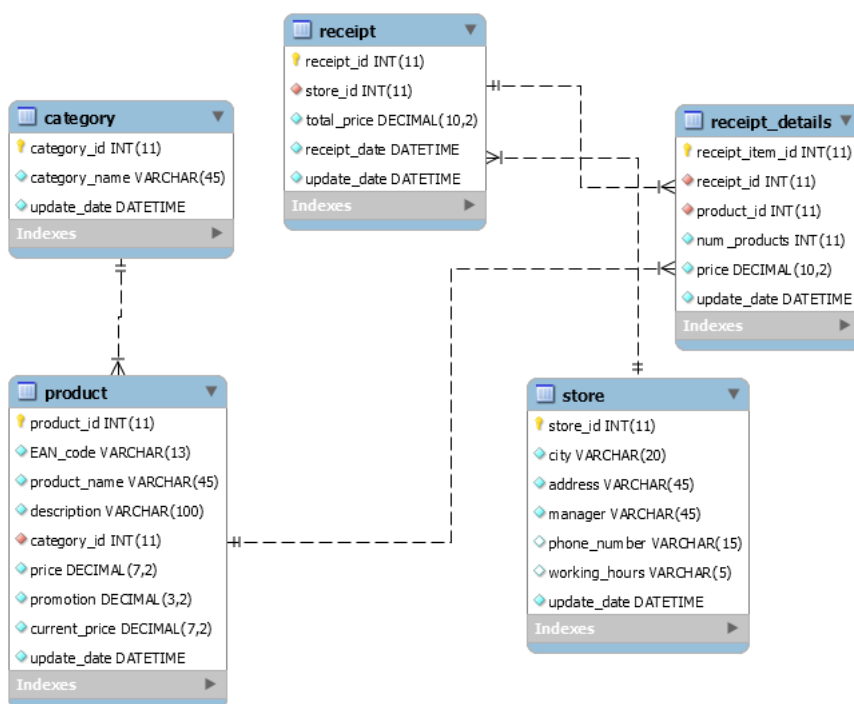 receipt
receipt_id INT(11)
store_id INT(11)
total_price DECIMAL(10,2)
receipt_date DATETIME
update_date DATETIME
Indexes
category
category_id INT(11)
category_name VARCHAR(45)
update_date DATETIME
Indexes
receipt_details
receipt_item_id INT(11)
receipt_id INT(11)
product_id INT(11)
num_products INT(11)
price DECIMAL(10,2)
update_date DATETIME
Indexes
product
product_id INT(11)
EAN_code VARCHAR(13)
product_name VARCHAR(45)
description VARCHAR(100)
category_id INT(11)
price DECIMAL(7,2)
promotion DECIMAL(3,2)
current_price DECIMAL(7,2)
update_date DATETIME
Indexes
store
store_id INT(11)
city VARCHAR(20)
address VARCHAR(45)
manager VARCHAR(45)
phone_number VARCHAR(15)
working_hours VARCHAR(5)
update_date DATETIME
Indexes